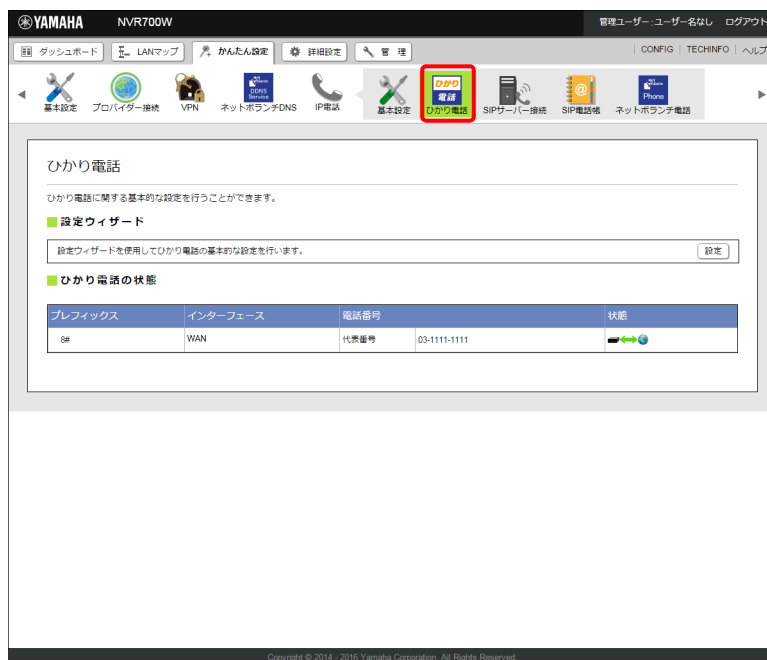 YAMAHA NVR700W 管理ユーザー:ユーザー名なし ログアウト
ダッシュボード LANマップ かんたん設定 詳細設定 管 理 CONFIG TECHINFO ヘルプ
Net Volante DDNS Service ひかり 電話 @ Net Volante Phone
基本設定 プロバイダー接続 VPN ネットボランチDNS IP電話 基本設定 ひかり電話 SIPサーバー接続 SIP電話帳 ネットボランチ電話
ひかり電話
ひかり電話に関する基本的な設定を行うことができます。
設定ウィザード
設定ウィザードを使用してひかり電話の基本的な設定を行います。 設定
ひかり電話の状態
プレフィックス インターフェース 電話番号 状態
8# WAN 代表番号 03-1111-1111
Copyright © 2014 - 2016 Yamaha Corporation. All Rights Reserved.